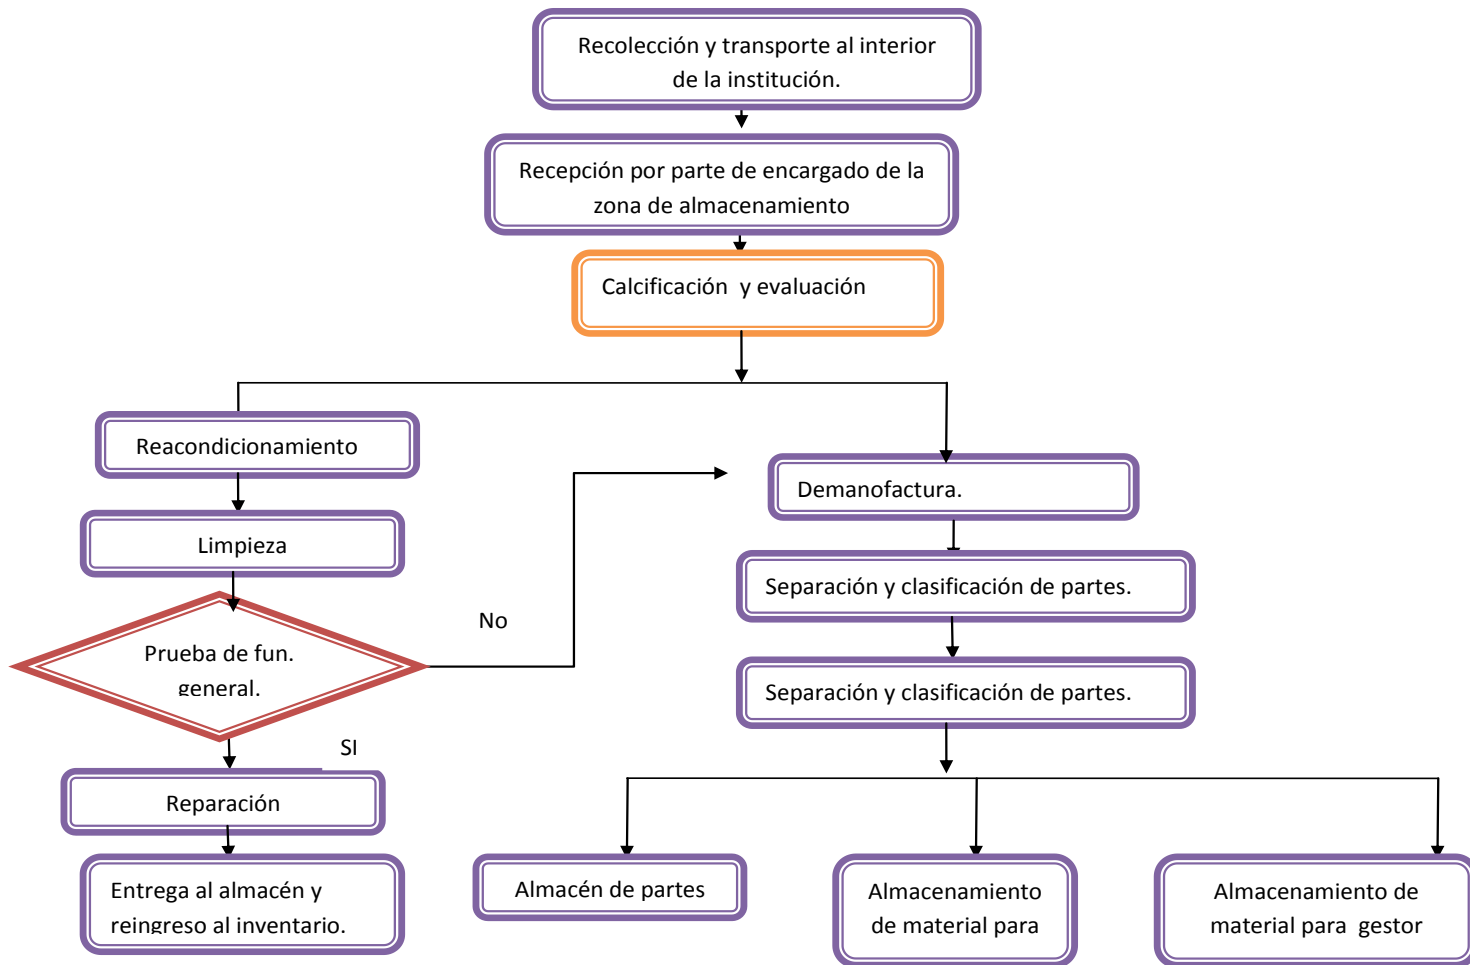 Recolección y transporte al interior
de la institución.
Recepción por parte de encargado de la
zona de almacenamiento
Calcificación y evaluación
Reacondicionamiento
Limpieza
Prueba de fun.
general.
No
SI
Reparación
Entrega al almacén y
reingreso al inventario.
Demanofactura.
Separación y clasificación de partes.
Separación y clasificación de partes.
Almacén de partes
Almacenamiento
de material para
Almacenamiento de
material para gestor